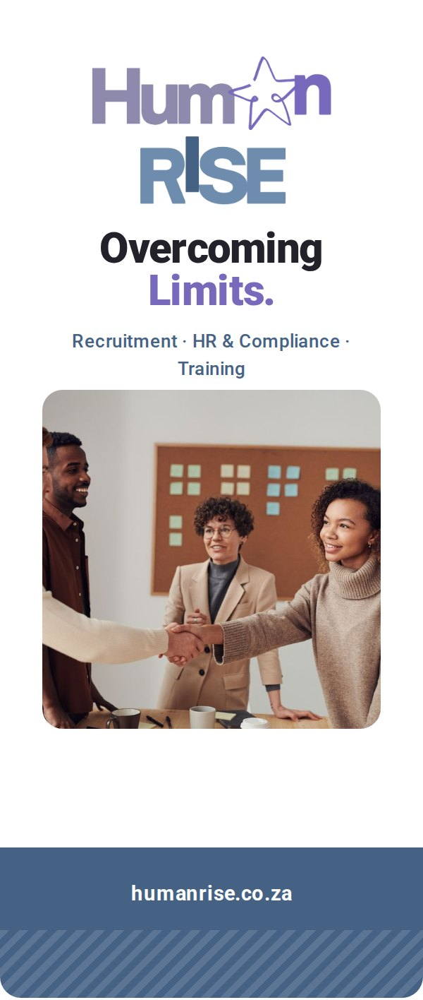 Human
RISE
Overcoming
Limits.
Recruitment · HR & Compliance ·
Training
humanrise.co.za